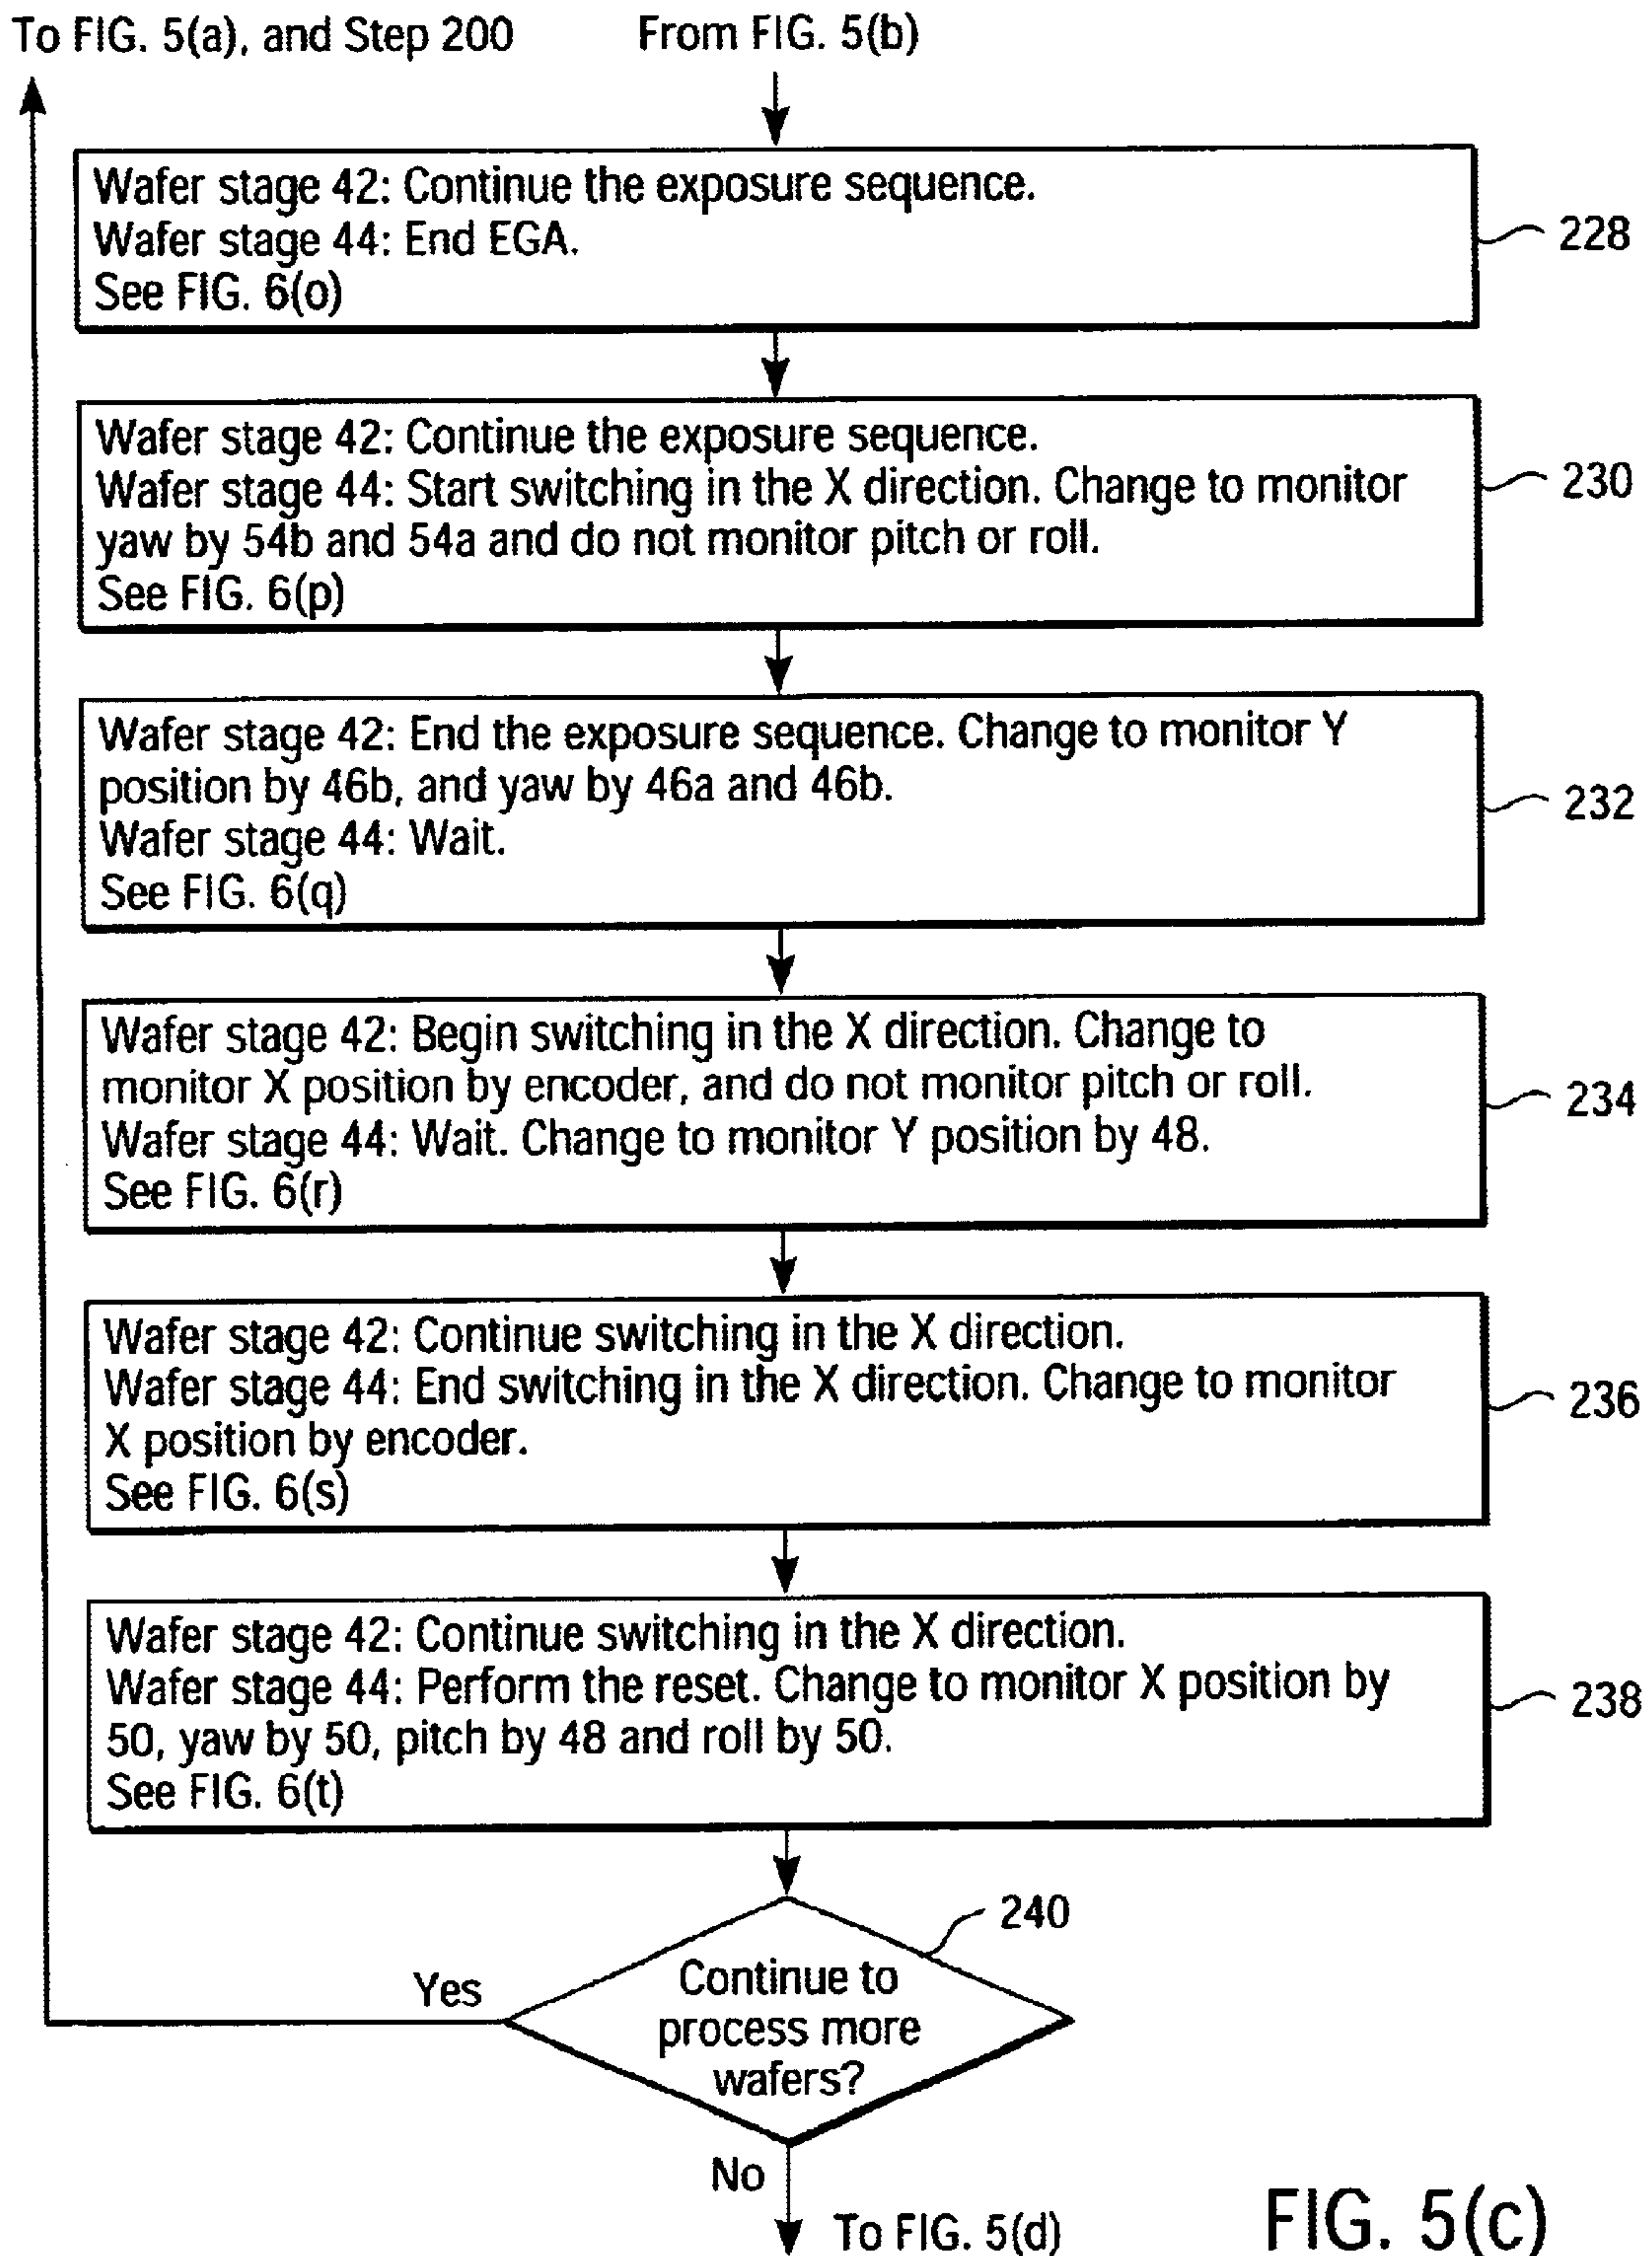 To FIG. 5(a), and Step 200
From FIG. 5(b)
Wafer stage 42: Continue the exposure sequence.
Wafer stage 44: End EGA.
See FIG. 6(o)
228
Wafer stage 42: Continue the exposure sequence.
Wafer stage 44: Start switching in the X direction. Change to monitor
yaw by 54b and 54a and do not monitor pitch or roll.
See FIG. 6(p)
230
Wafer stage 42: End the exposure sequence. Change to monitor Y
position by 46b, and yaw by 46a and 46b.
Wafer stage 44: Wait.
See FIG. 6(q)
232
Wafer stage 42: Begin switching in the X direction. Change to
monitor X position by encoder, and do not monitor pitch or roll.
Wafer stage 44: Wait. Change to monitor Y position by 48.
See FIG. 6(r)
234
Wafer stage 42: Continue switching in the X direction.
Wafer stage 44: End switching in the X direction. Change to monitor
X position by encoder.
See FIG. 6(s)
236
Wafer stage 42: Continue switching in the X direction.
Wafer stage 44: Perform the reset. Change to monitor X position by
50, yaw by 50, pitch by 48 and roll by 50.
See FIG. 6(t)
238
240
Continue to
process more
wafers?
Yes
No
To FIG. 5(d)
FIG. 5(c)